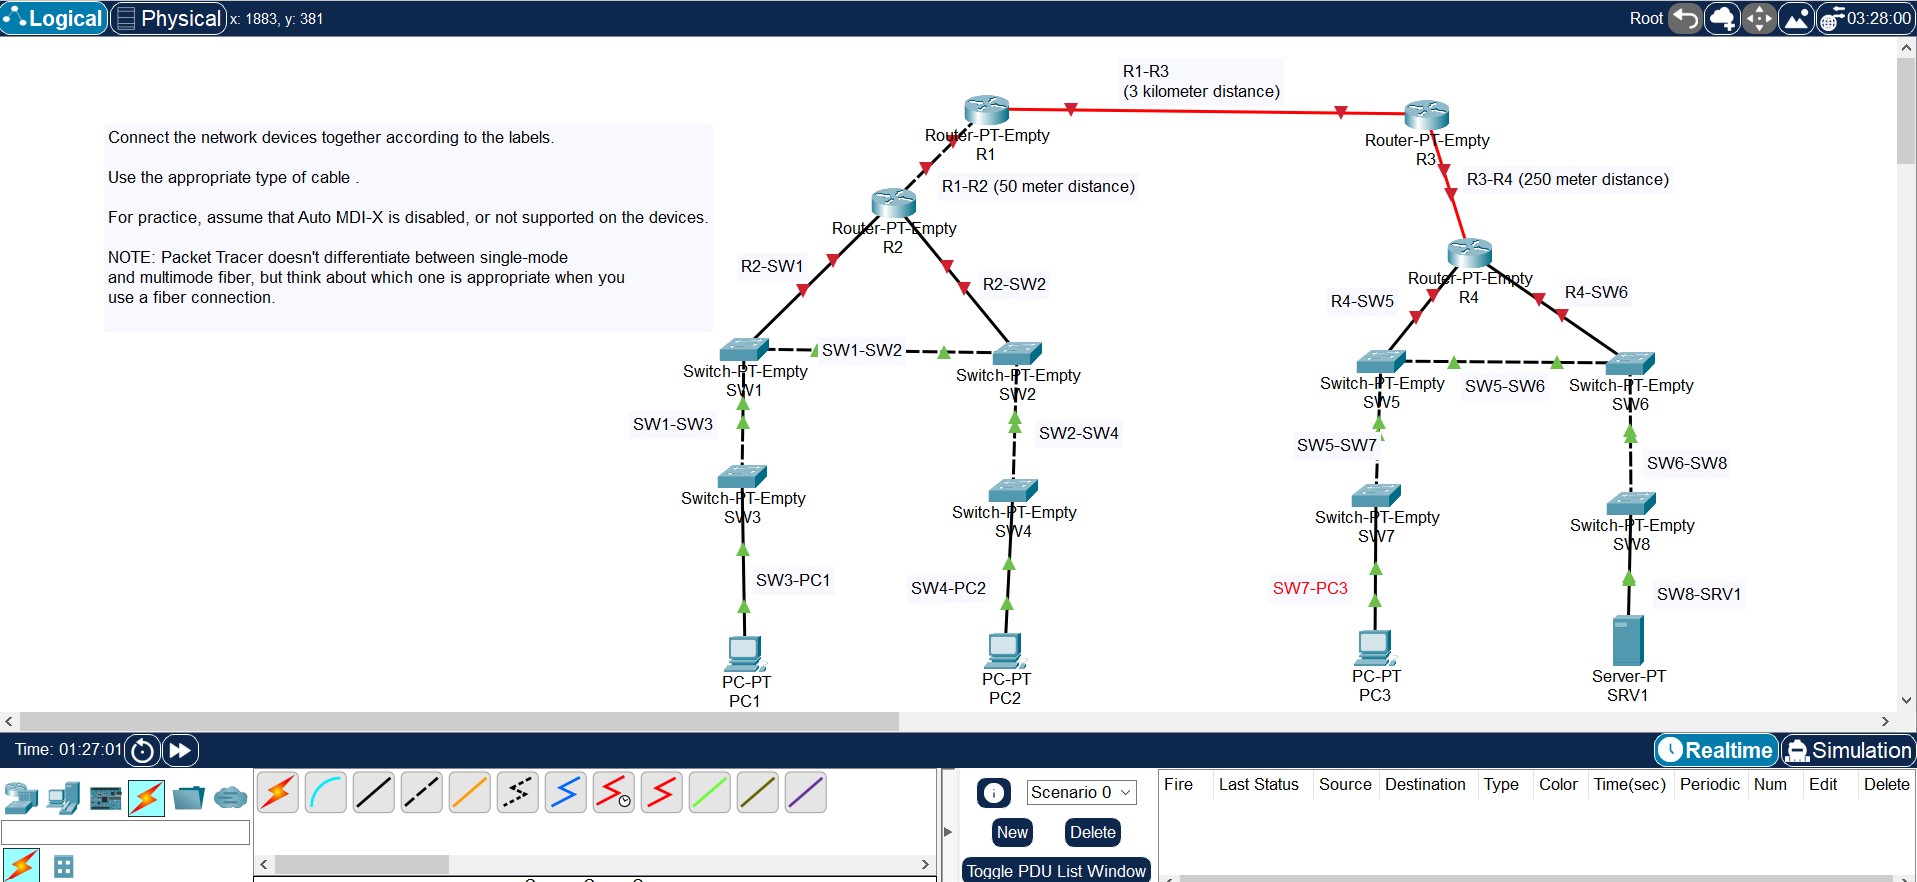 Logical
Physical
x: 1883, y: 381
Root
03:28:00
Connect the network devices together according to the labels.
Use the appropriate type of cable .
For practice, assume that Auto MDI-X is disabled, or not supported on the devices.
NOTE: Packet Tracer doesn't differentiate between single-mode
and multimode fiber, but think about which one is appropriate when you
use a fiber connection.
R1-R3
(3 kilometer distance)
Router-PT-Empty
R1
Router-PT-Empty
R3
R1-R2 (50 meter distance)
R3-R4 (250 meter distance)
Router-PT-Empty
R2
Router-PT-Empty
R4
R2-SW1
R2-SW2
R4-SW5
R4-SW6
SW1-SW2
SW5-SW6
Switch-PT-Empty
SW1
Switch-PT-Empty
SW2
Switch-PT-Empty
SW5
Switch-PT-Empty
SW6
SW1-SW3
SW2-SW4
SW5-SW7
SW6-SW8
Switch-PT-Empty
SW3
Switch-PT-Empty
SW4
Switch-PT-Empty
SW7
Switch-PT-Empty
SW8
SW3-PC1
SW4-PC2
SW7-PC3
SW8-SRV1
PC-PT
PC1
PC-PT
PC2
PC-PT
PC3
Server-PT
SRV1
Time: 01:27:01
Realtime
Simulation
Scenario 0
New
Delete
Toggle PDU List Window
Fire Last Status Source Destination Type Color Time(sec) Periodic Num Edit Delete